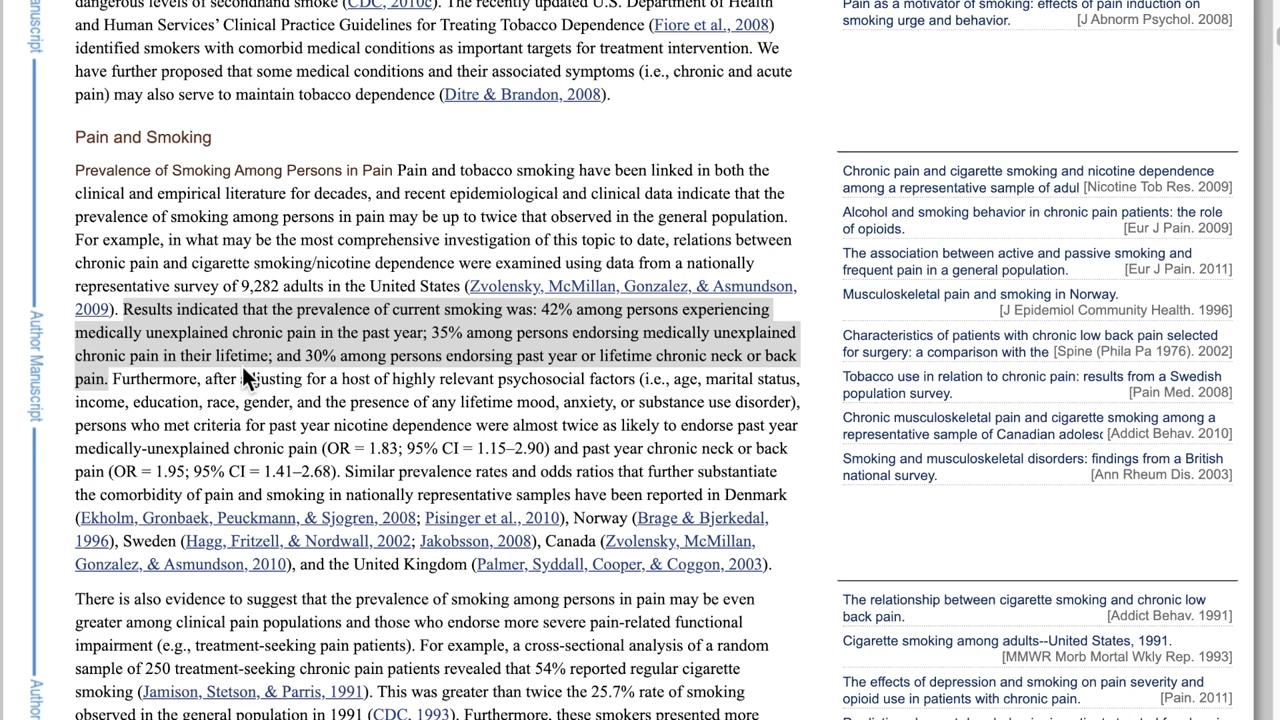 dangerous levels of secondhand smoke (CDC, 2010c). The recently updated U.S. Department of Health
and Human Services' Clinical Practice Guidelines for Treating Tobacco Dependence (Fiore et al., 2008)
identified smokers with comorbid medical conditions as important targets for treatment intervention. We
have further proposed that some medical conditions and their associated symptoms (i.e., chronic and acute
pain) may also serve to maintain tobacco dependence (Ditre & Brandon, 2008).
Pain and Smoking
Prevalence of Smoking Among Persons in Pain Pain and tobacco smoking have been linked in both the
clinical and empirical literature for decades, and recent epidemiological and clinical data indicate that the
prevalence of smoking among persons in pain may be up to twice that observed in the general population.
For example, in what may be the most comprehensive investigation of this topic to date, relations between
chronic pain and cigarette smoking/nicotine dependence were examined using data from a nationally
representative survey of 9,282 adults in the United States (Zvolensky, McMillan, Gonzalez, & Asmundson,
2009). Results indicated that the prevalence of current smoking was: 42% among persons experiencing
medically unexplained chronic pain in the past year; 35% among persons endorsing medically unexplained
chronic pain in their lifetime; and 30% among persons endorsing past year or lifetime chronic neck or back
pain. Furthermore, after adjusting for a host of highly relevant psychosocial factors (i.e., age, marital status,
income, education, race, gender, and the presence of any lifetime mood, anxiety, or substance use disorder),
persons who met criteria for past year nicotine dependence were almost twice as likely to endorse past year
medically-unexplained chronic pain (OR = 1.83; 95% CI = 1.15–2.90) and past year chronic neck or back
pain (OR = 1.95; 95% CI = 1.41–2.68). Similar prevalence rates and odds ratios that further substantiate
the comorbidity of pain and smoking in nationally representative samples have been reported in Denmark
(Ekholm, Gronbaek, Peuckmann, & Sjogren, 2008; Pisinger et al., 2010), Norway (Brage & Bjerkedal,
1996), Sweden (Hagg, Fritzell, & Nordwall, 2002; Jakobsson, 2008), Canada (Zvolensky, McMillan,
Gonzalez, & Asmundson, 2010), and the United Kingdom (Palmer, Syddall, Cooper, & Coggon, 2003).
There is also evidence to suggest that the prevalence of smoking among persons in pain may be even
greater among clinical pain populations and those who endorse more severe pain-related functional
impairment (e.g., treatment-seeking pain patients). For example, a cross-sectional analysis of a random
sample of 250 treatment-seeking chronic pain patients revealed that 54% reported regular cigarette
smoking (Jamison, Stetson, & Parris, 1991). This was greater than twice the 25.7% rate of smoking
observed in the general population in 1991 (CDC, 1993). Furthermore, these smokers presented more
Pain as a motivator of smoking: effects of pain induction on
smoking urge and behavior. [J Abnorm Psychol. 2008]
Chronic pain and cigarette smoking and nicotine dependence
among a representative sample of adul [Nicotine Tob Res. 2009]
Alcohol and smoking behavior in chronic pain patients: the role
of opioids. [Eur J Pain. 2009]
The association between active and passive smoking and
frequent pain in a general population. [Eur J Pain. 2011]
Musculoskeletal pain and smoking in Norway.
[J Epidemiol Community Health. 1996]
Characteristics of patients with chronic low back pain selected
for surgery: a comparison with the [Spine (Phila Pa 1976). 2002]
Tobacco use in relation to chronic pain: results from a Swedish
population survey. [Pain Med. 2008]
Chronic musculoskeletal pain and cigarette smoking among a
representative sample of Canadian adolesc [Addict Behav. 2010]
Smoking and musculoskeletal disorders: findings from a British
national survey. [Ann Rheum Dis. 2003]
The relationship between cigarette smoking and chronic low
back pain. [Addict Behav. 1991]
Cigarette smoking among adults--United States, 1991.
[MMWR Morb Mortal Wkly Rep. 1993]
The effects of depression and smoking on pain severity and
opioid use in patients with chronic pain. [Pain. 2011]
anuscript
Author Manuscript
Author